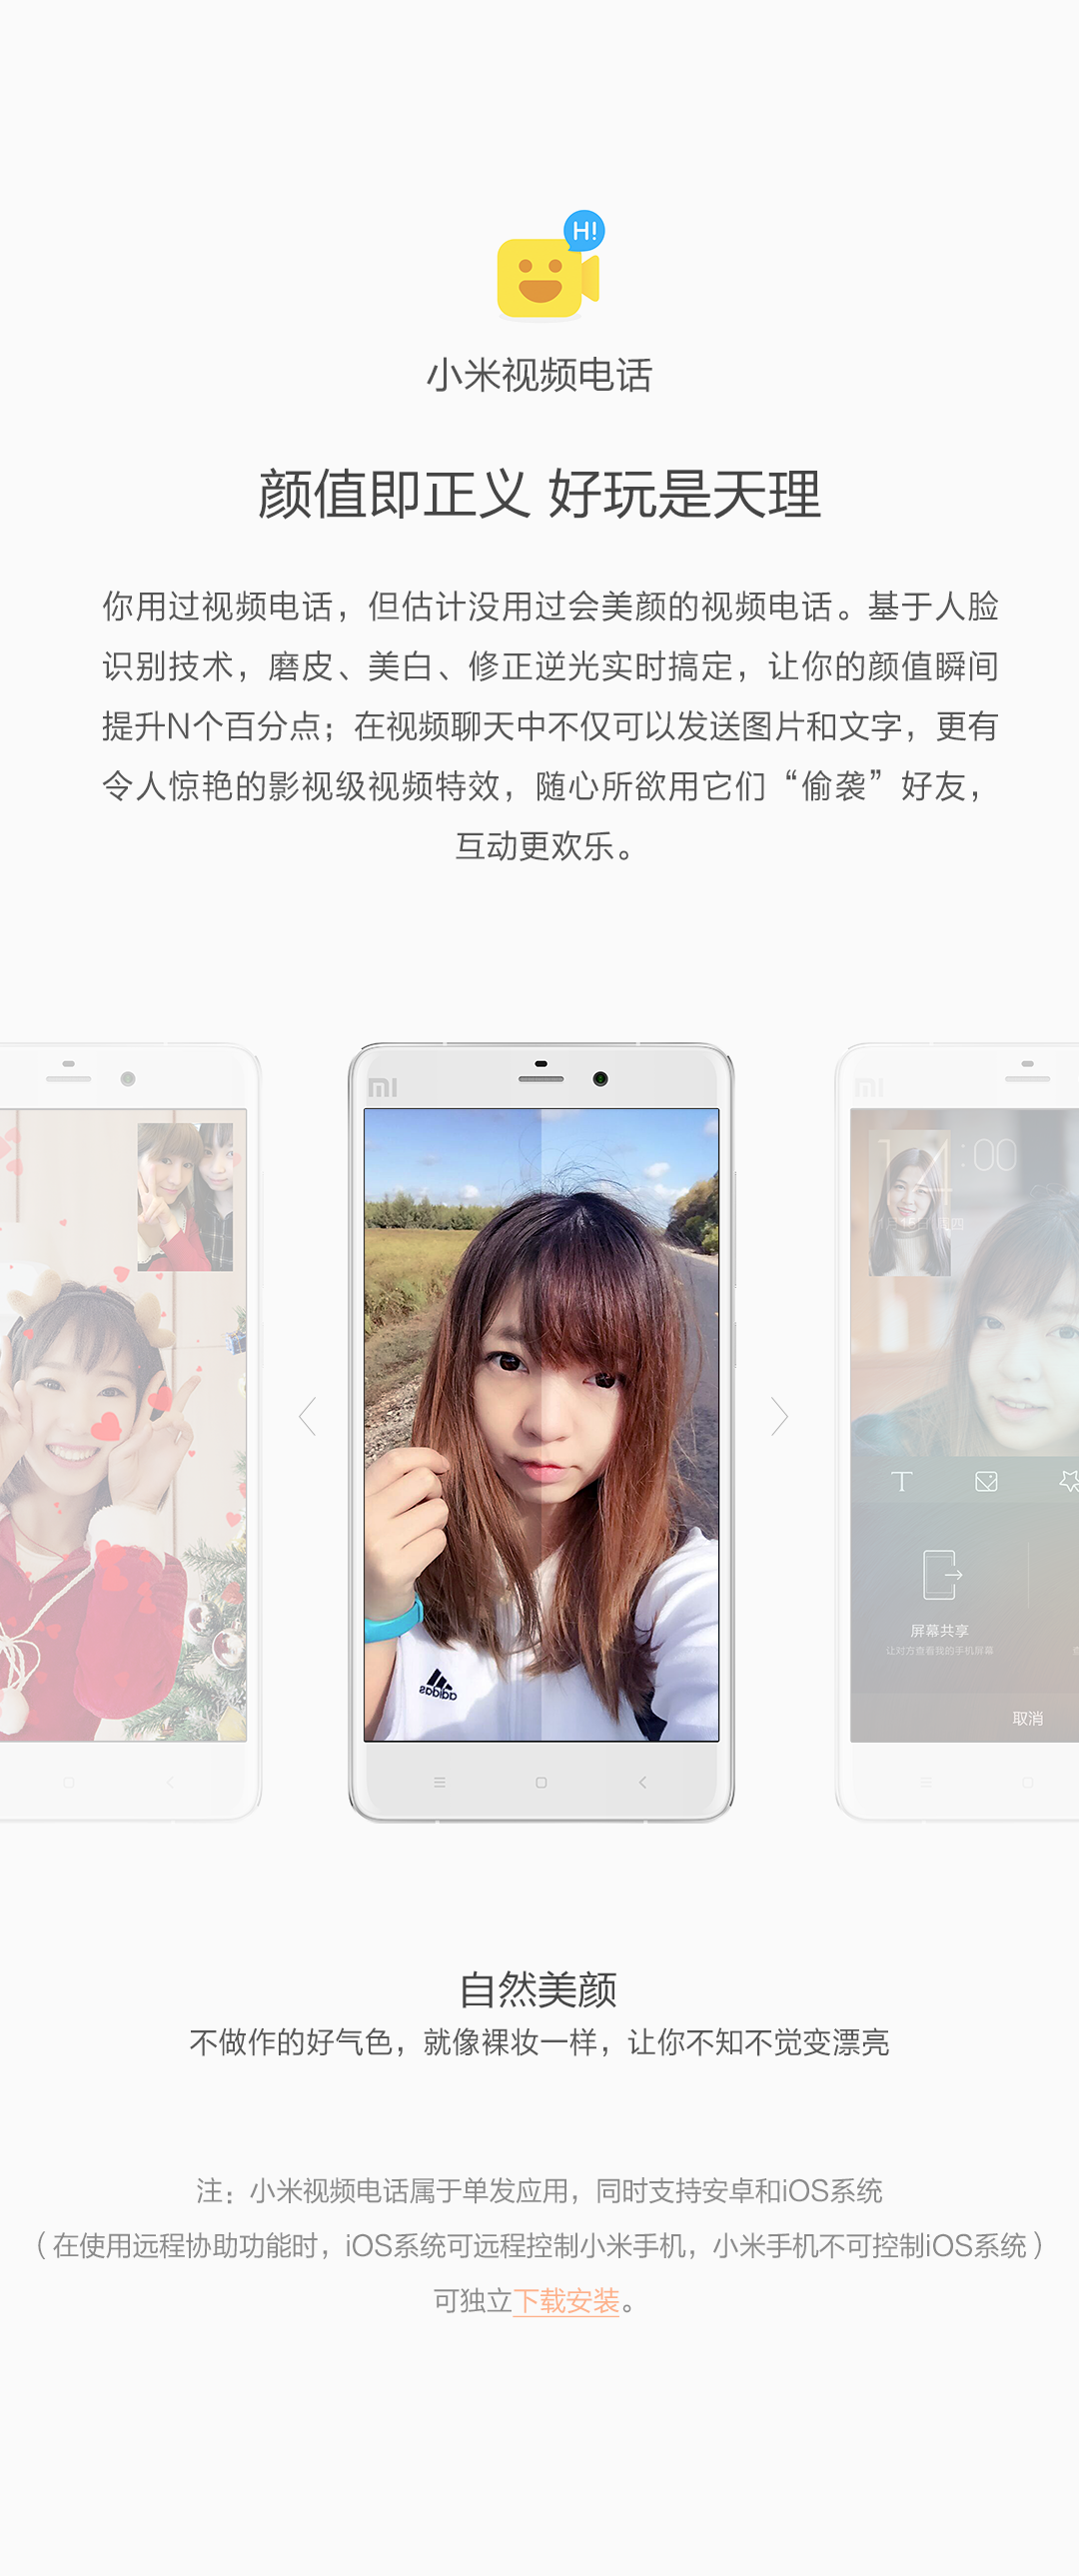 H!
小米视频电话
颜值即正义 好玩是天理
你用过视频电话，但估计没用过会美颜的视频电话。基于人脸
识别技术，磨皮、美白、修正逆光实时搞定，让你的颜值瞬间
提升N个百分点；在视频聊天中不仅可以发送图片和文字，更有
令人惊艳的影视级视频特效，随心所欲用它们“偷袭”好友，
互动更欢乐。
MI
MI
:00
adidas
T
屏幕共享
让对方查看我的手机屏幕
取消
自然美颜
不做作的好气色，就像裸妆一样，让你不知不觉变漂亮
注：小米视频电话属于单发应用，同时支持安卓和iOS系统
（在使用远程协助功能时，iOS系统可远程控制小米手机，小米手机不可控制iOS系统）
可独立下载安装。